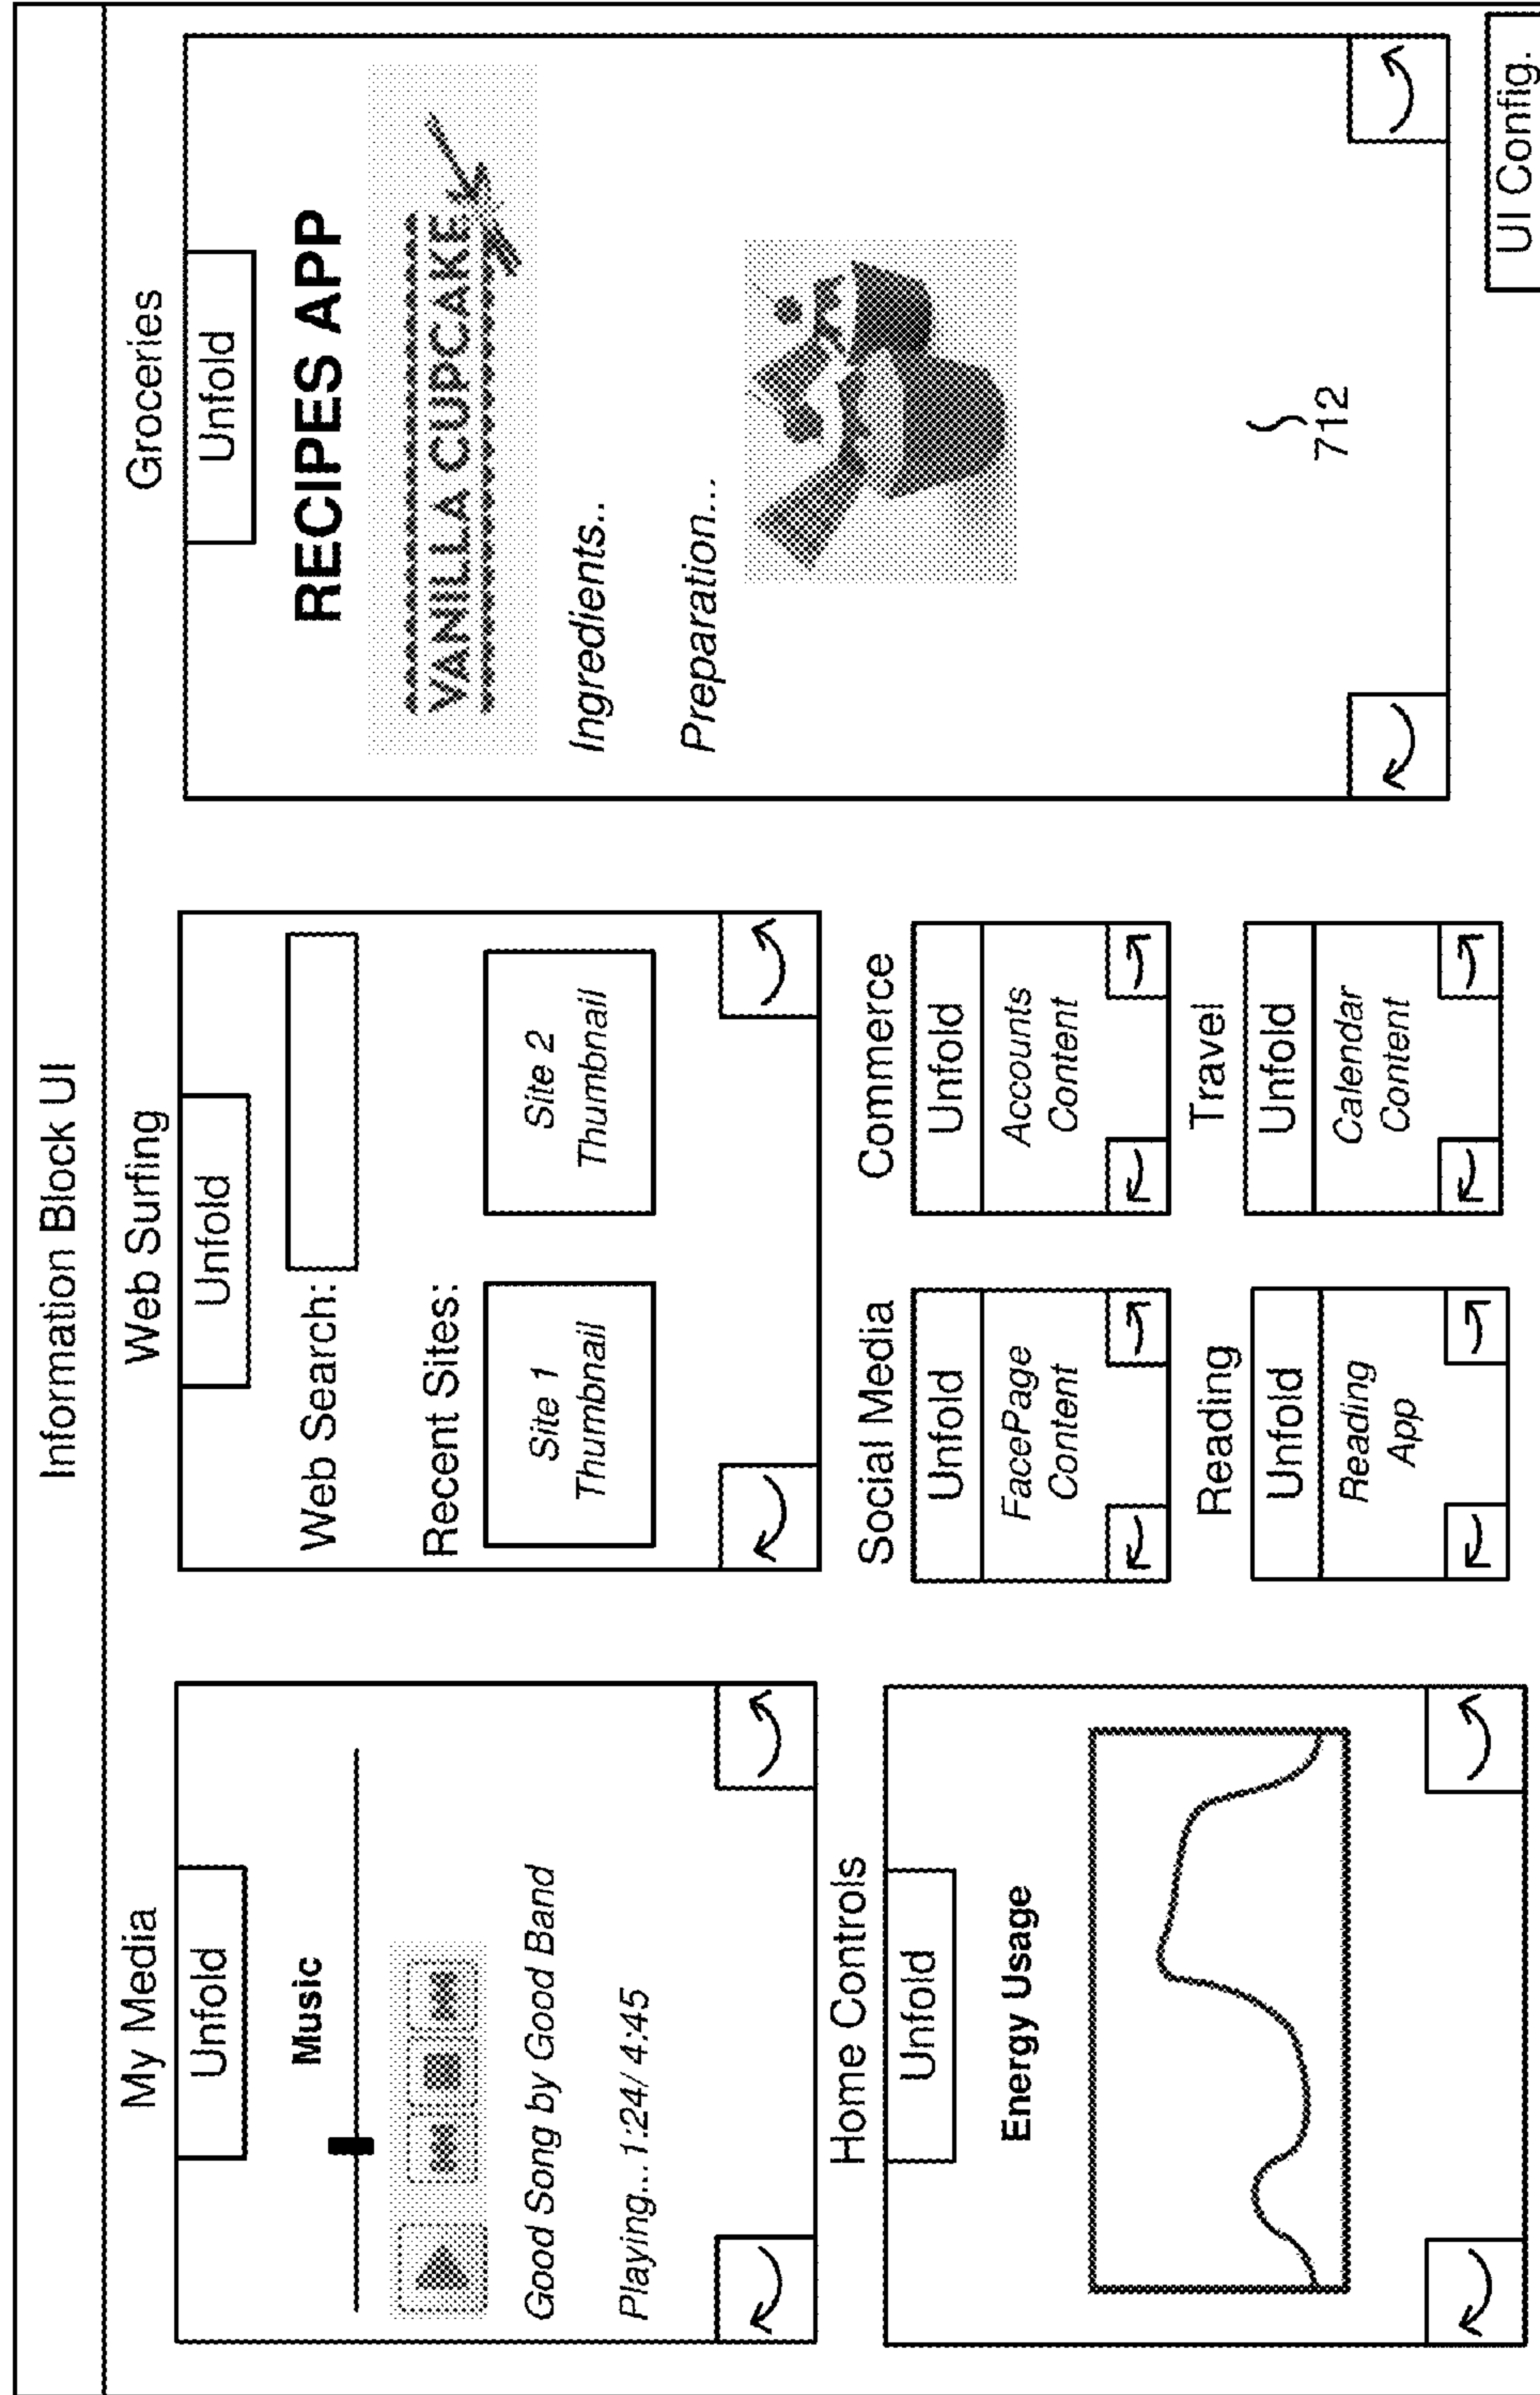 Information Block UI
My Media
Unfold
Music
Good Song by Good Band
Playing... 1:24/ 4:45
Home Controls
Unfold
Energy Usage
Web Surfing
Unfold
Web Search:
Recent Sites:
Site 1
Thumbnail
Site 2
Thumbnail
Social Media
Unfold
FacePage
Content
Commerce
Unfold
Accounts
Content
Reading
Unfold
Reading
App
Travel
Unfold
Calendar
Content
Groceries
Unfold
RECIPES APP
VANILLA CUPCAKE
Ingredients..
Preparation...
712
UI Config.